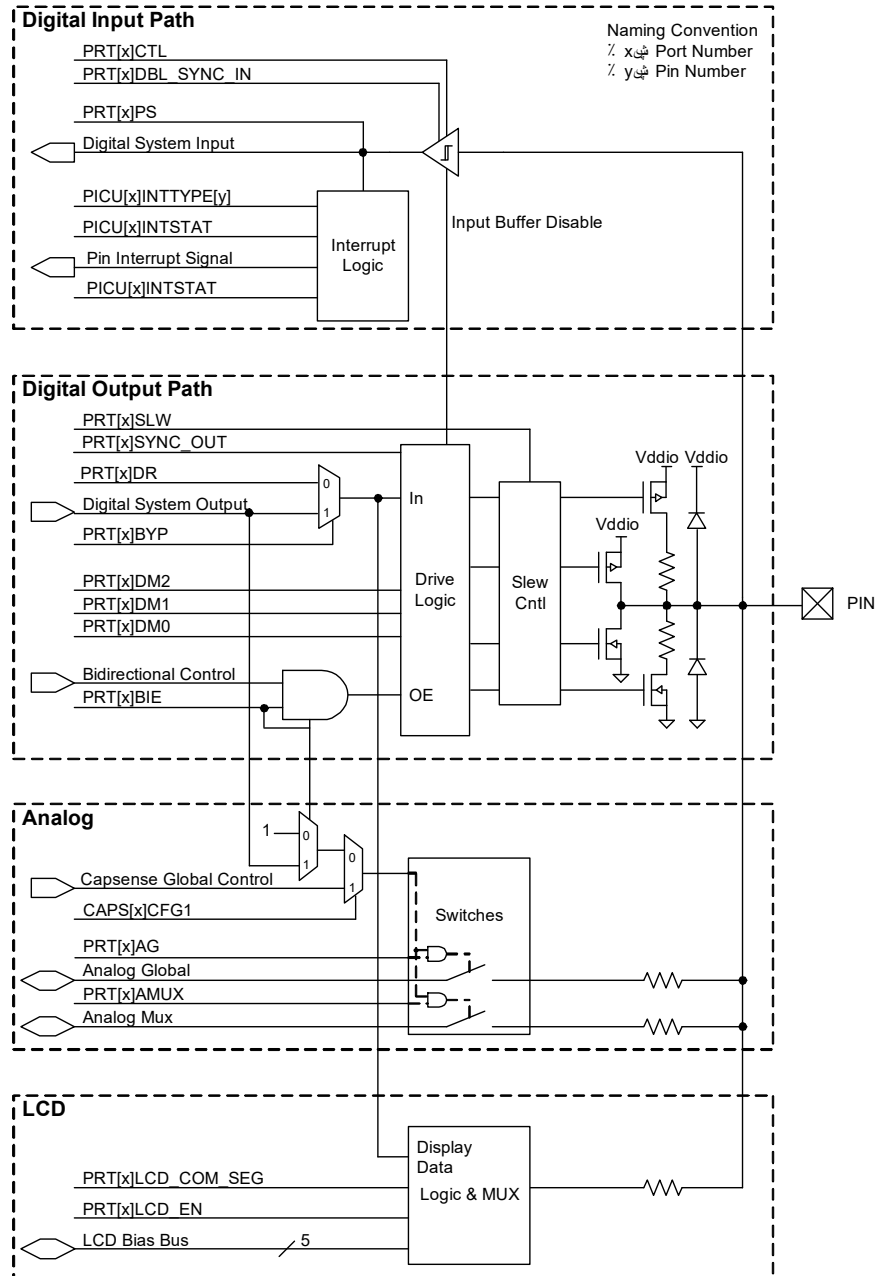 Digital Input Path
Naming Convention
x Port Number
y Pin Number
PRT[x]CTL
PRT[x]DBL_SYNC_IN
PRT[x]PS
Digital System Input
PICU[x]INTTYPE[y]
PICU[x]INTSTAT
Pin Interrupt Signal
PICU[x]INTSTAT
Interrupt
Logic
Input Buffer Disable
Digital Output Path
PRT[x]SLW
PRT[x]SYNC_OUT
PRT[x]DR
Digital System Output
PRT[x]BYP
0
1
PRT[x]DM2
PRT[x]DM1
PRT[x]DM0
Bidirectional Control
PRT[x]BIE
In
Drive
Logic
OE
Slew
Cntl
Vddio Vddio
Vddio
PIN
Analog
1
0
1
0
1
Capsense Global Control
CAPS[x]CFG1
Switches
PRT[x]AG
Analog Global
PRT[x]AMUX
Analog Mux
LCD
Display
Data
Logic & MUX
PRT[x]LCD_COM_SEG
PRT[x]LCD_EN
LCD Bias Bus
5